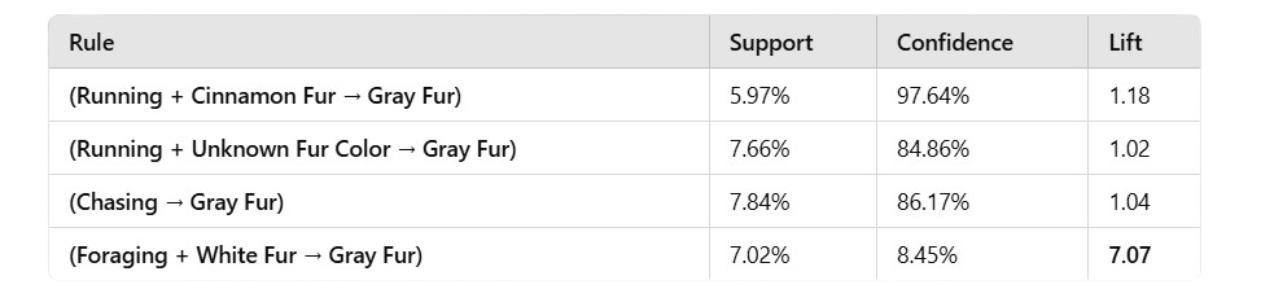 Rule Support Confidence Lift
(Running + Cinnamon Fur → Gray Fur) 5.97% 97.64% 1.18
(Running + Unknown Fur Color → Gray Fur) 7.66% 84.86% 1.02
(Chasing → Gray Fur) 7.84% 86.17% 1.04
(Foraging + White Fur → Gray Fur) 7.02% 8.45% 7.07